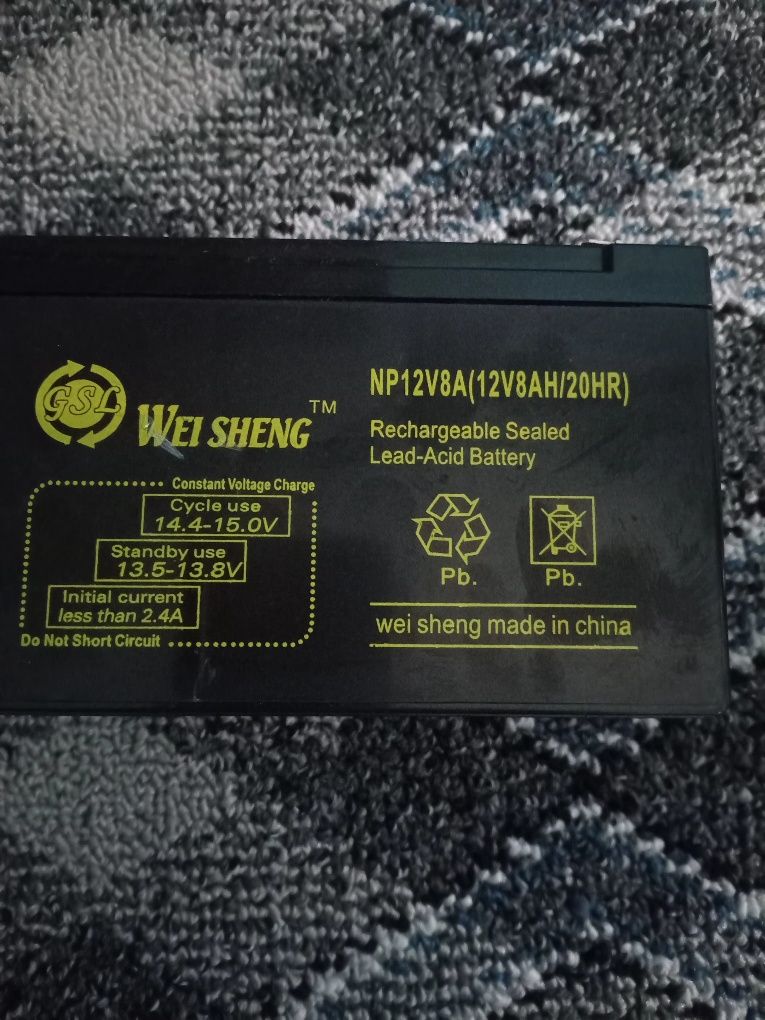 GSL WEI SHENG™
Constant Voltage Charge
Cycle use
14.4-15.0V
Standby use
13.5-13.8V
Initial current
less than 2.4A
Do Not Short Circuit
NP12V8A(12V8AH/20HR)
Rechargeable Sealed
Lead-Acid Battery
Pb. Pb.
wei sheng made in china